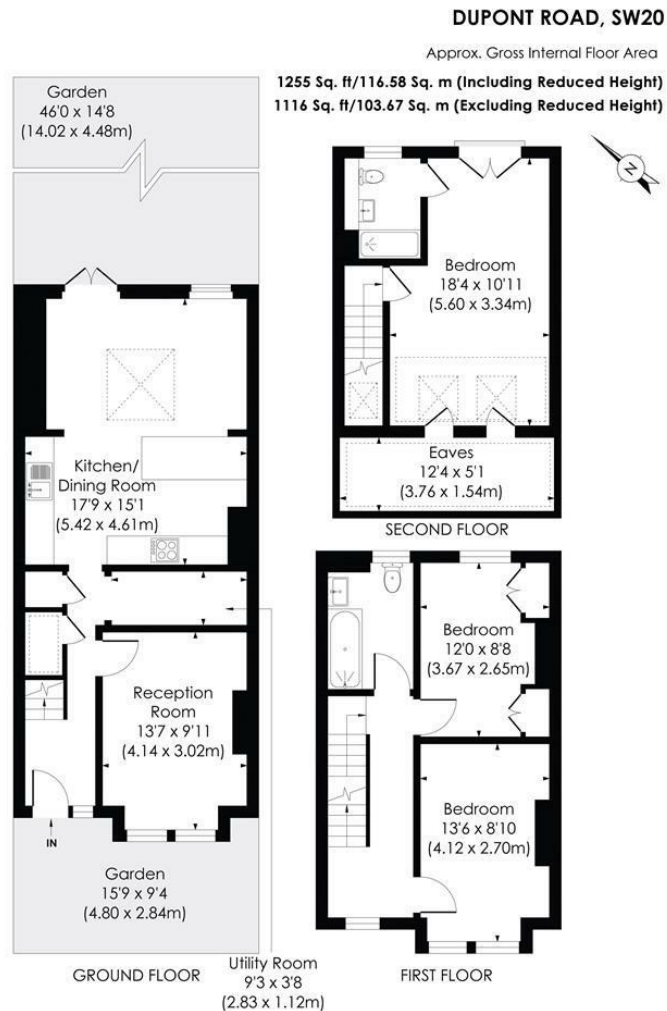 DUPONT ROAD, SW20
Approx. Gross Internal Floor Area
1255 Sq. ft/116.58 Sq. m (Including Reduced Height)
1116 Sq. ft/103.67 Sq. m (Excluding Reduced Height)
Garden
46'0 x 14'8
(14.02 x 4.48m)
N
Bedroom
18'4 x 10'11
(5.60 x 3.34m)
Eaves
12'4 x 5'1
(3.76 x 1.54m)
SECOND FLOOR
Kitchen/
Dining Room
17'9 x 15'1
(5.42 x 4.61m)
Reception
Room
13'7 x 9'11
(4.14 x 3.02m)
IN
Garden
15'9 x 9'4
(4.80 x 2.84m)
GROUND FLOOR
Utility Room
9'3 x 3'8
(2.83 x 1.12m)
Bedroom
12'0 x 8'8
(3.67 x 2.65m)
Bedroom
13'6 x 8'10
(4.12 x 2.70m)
FIRST FLOOR